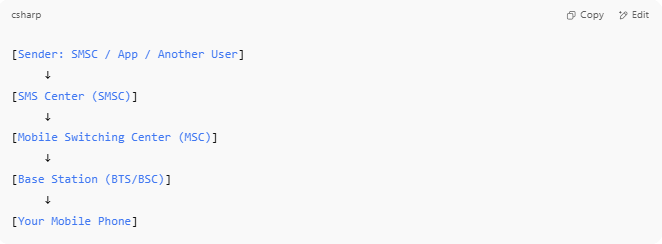 csharp
Copy
Edit
[Sender: SMSC / App / Another User]
↓
[SMS Center (SMSC)]
↓
[Mobile Switching Center (MSC)]
↓
[Base Station (BTS/BSC)]
↓
[Your Mobile Phone]